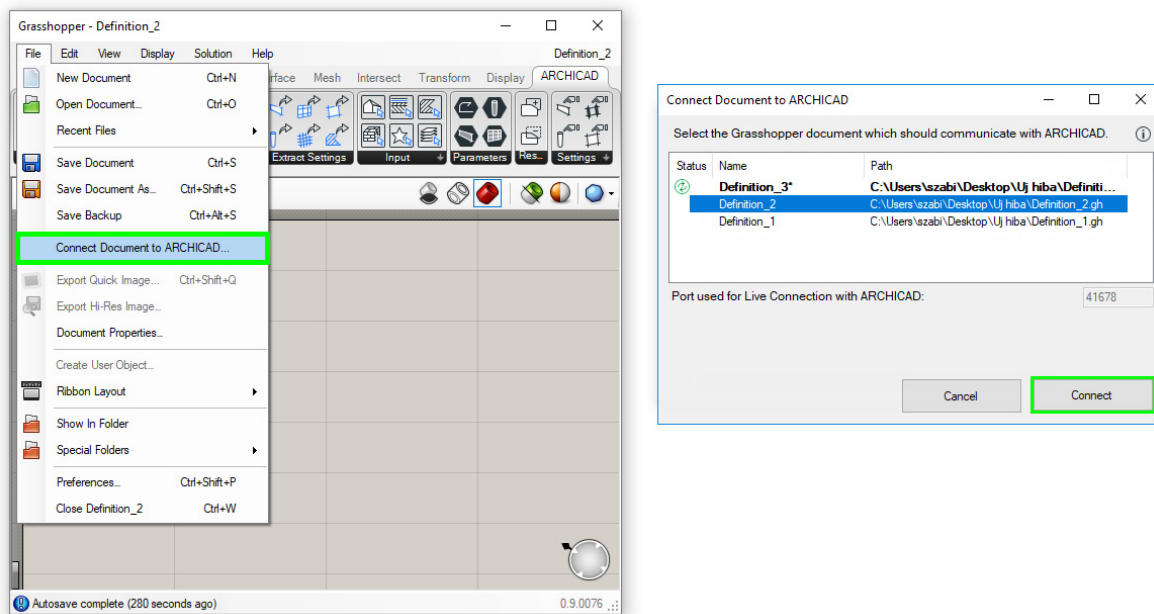 Grasshopper - Definition_2
File Edit View Display Solution Help Definition_2
New Document Ctrl+N
Open Document... Ctrl+O
Recent Files
Save Document Ctrl+S
Save Document As... Ctrl+Shift+S
Save Backup Ctrl+Alt+S
Connect Document to ARCHICAD...
Export Quick Image... Ctrl+Shift+Q
Export Hi-Res Image...
Document Properties...
Create User Object...
Ribbon Layout
Show In Folder
Special Folders
Preferences... Ctrl+Shift+P
Close Definition_2 Ctrl+W
rface Mesh Intersect Transform Display ARCHICAD
Extract Settings Input Parameters Res... Settings
Autosave complete (280 seconds ago) 0.9.0076
Connect Document to ARCHICAD
Select the Grasshopper document which should communicate with ARCHICAD.
Status Name Path
Definition_3* C:\Users\szabi\Desktop\Uj hiba\Definiti...
Definition_2 C:\Users\szabi\Desktop\Uj hiba\Definition_2.gh
Definition_1 C:\Users\szabi\Desktop\Uj hiba\Definition_1.gh
Port used for Live Connection with ARCHICAD: 41678
Cancel Connect